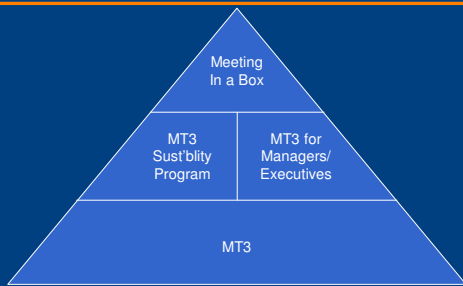 Meeting
In a Box
MT3
Sust'blity
Program
MT3 for
Managers/
Executives
MT3